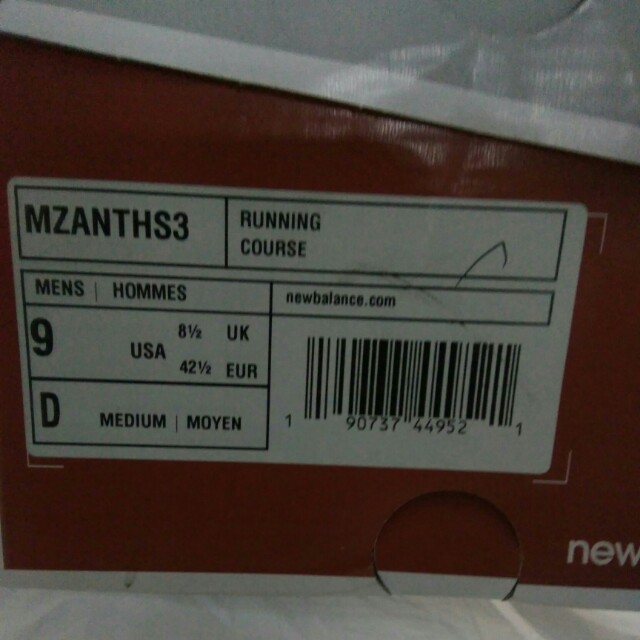 MZANTHS3
RUNNING
COURSE
MENS | HOMMES
newbalance.com
9 USA 8½ UK
42½ EUR
D MEDIUM | MOYEN
1 90737 44952 1
new